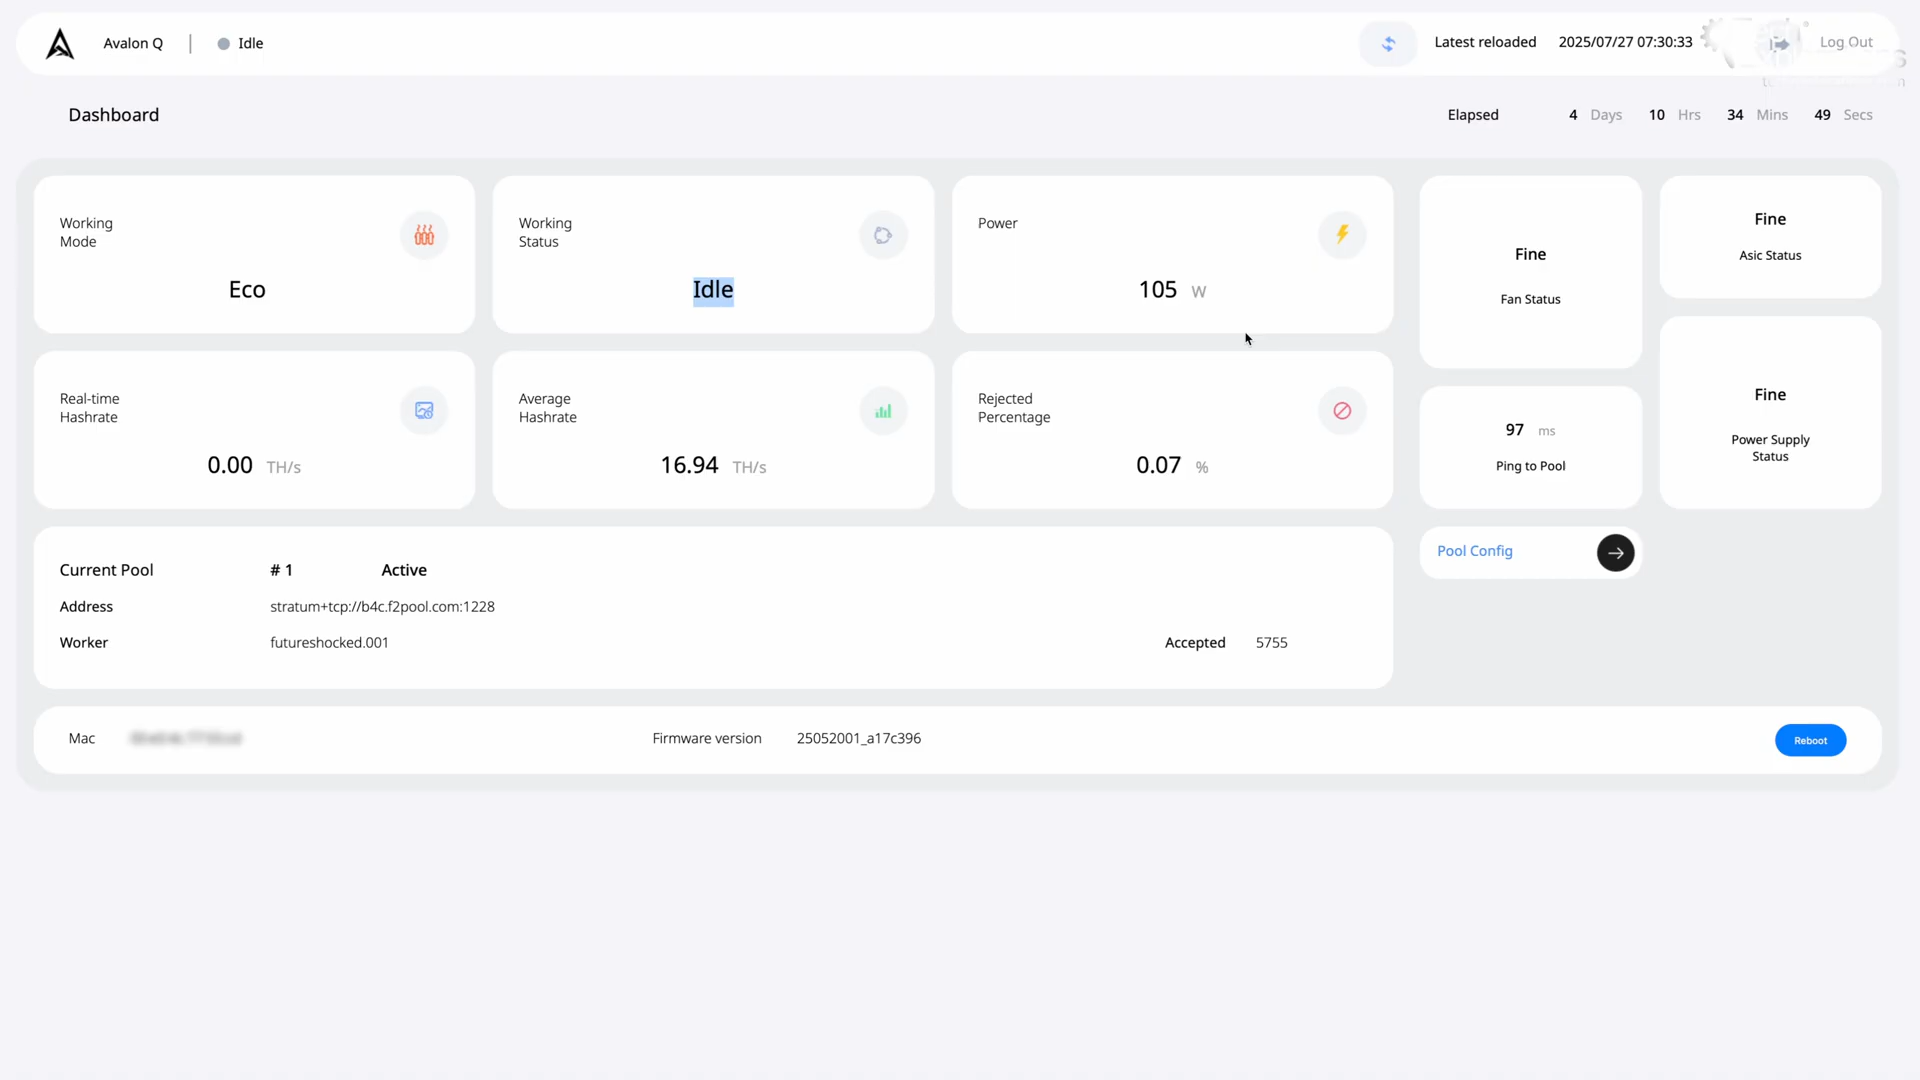 Avalon Q
Idle
Latest reloaded 2025/07/27 07:30:33
Log Out
Dashboard
Elapsed 4 Days 10 Hrs 34 Mins 49 Secs
Working
Mode
Eco
Working
Status
Idle
Power
105 W
Fine
Fan Status
Fine
Asic Status
Real-time
Hashrate
0.00 TH/s
Average
Hashrate
16.94 TH/s
Rejected
Percentage
0.07 %
97 ms
Ping to Pool
Fine
Power Supply
Status
Current Pool # 1 Active
Address stratum+tcp://b4c.f2pool.com:1228
Worker futureshocked.001
Accepted 5755
Pool Config
Mac
Firmware version 25052001_a17c396
Reboot